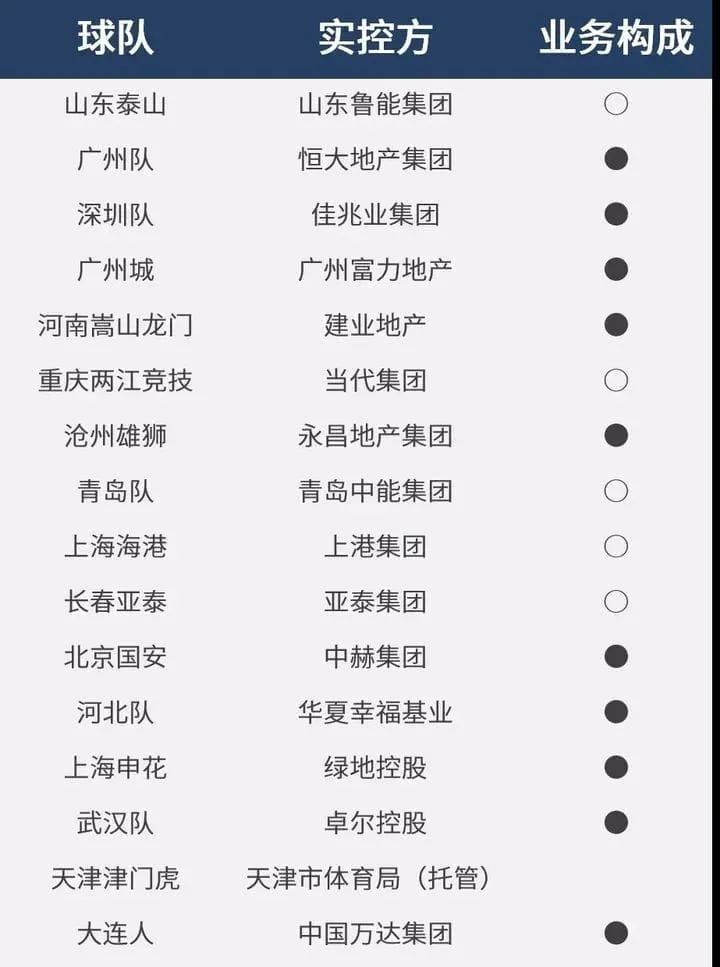 球队 实控方 业务构成
山东泰山 山东鲁能集团 ○
广州队 恒大地产集团 ●
深圳队 佳兆业集团 ●
广州城 广州富力地产 ●
河南嵩山龙门 建业地产 ●
重庆两江竞技 当代集团 ○
沧州雄狮 永昌地产集团 ●
青岛队 青岛中能集团 ○
上海海港 上港集团 ○
长春亚泰 亚泰集团 ○
北京国安 中赫集团 ●
河北队 华夏幸福基业 ●
上海申花 绿地控股 ●
武汉队 卓尔控股 ●
天津津门虎 天津市体育局（托管）
大连人 中国万达集团 ●